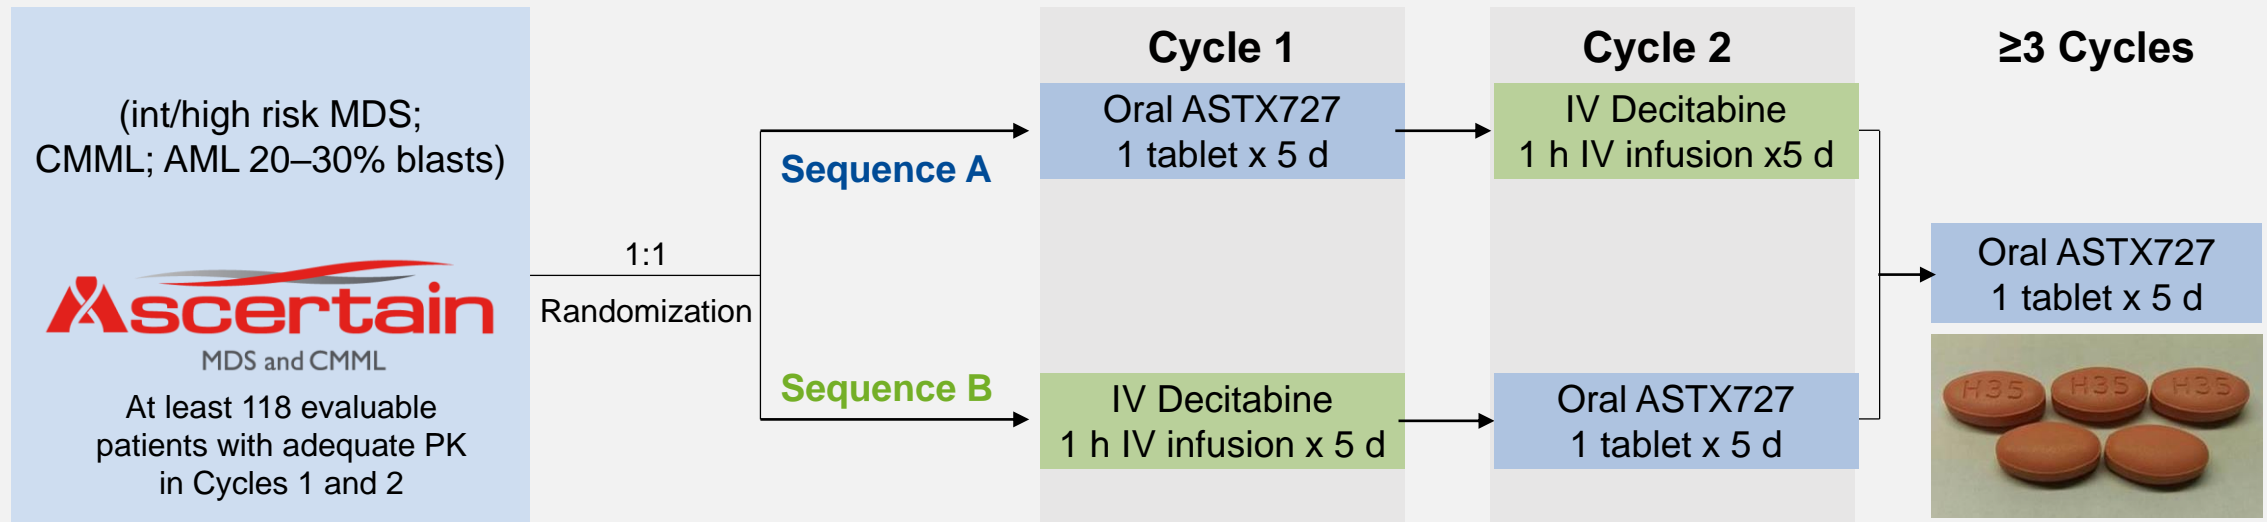 (int/high risk MDS;
CMML; AML 20–30% blasts)
Ascertain
MDS and CMML
At least 118 evaluable
patients with adequate PK
in Cycles 1 and 2
1:1
Randomization
Sequence A
Sequence B
Cycle 1
Oral ASTX727
1 tablet x 5 d
IV Decitabine
1 h IV infusion x 5 d
Cycle 2
IV Decitabine
1 h IV infusion x5 d
Oral ASTX727
1 tablet x 5 d
≥3 Cycles
Oral ASTX727
1 tablet x 5 d
H35 H35 H35